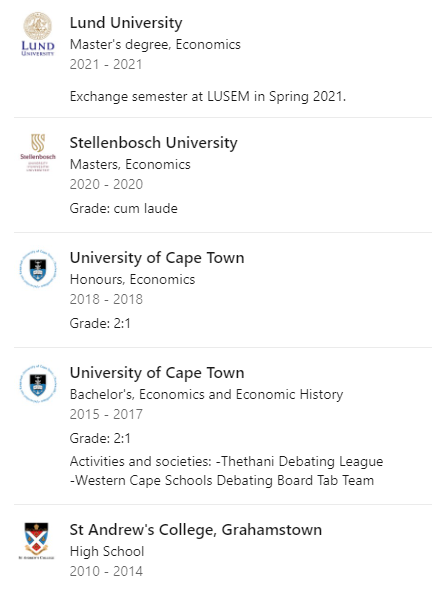 Lund University
Master's degree, Economics
2021 - 2021
Exchange semester at LUSEM in Spring 2021.
LUND
UNIVERSITY
Stellenbosch University
Masters, Economics
2020 - 2020
Grade: cum laude
Stellenbosch
University of Cape Town
Honours, Economics
2018 - 2018
Grade: 2:1
University of Cape Town
Bachelor's, Economics and Economic History
2015 - 2017
Grade: 2:1
Activities and societies: -Thethani Debating League
-Western Cape Schools Debating Board Tab Team
St Andrew's College, Grahamstown
High School
2010 - 2014
ST ANDREW'S COLLEGE